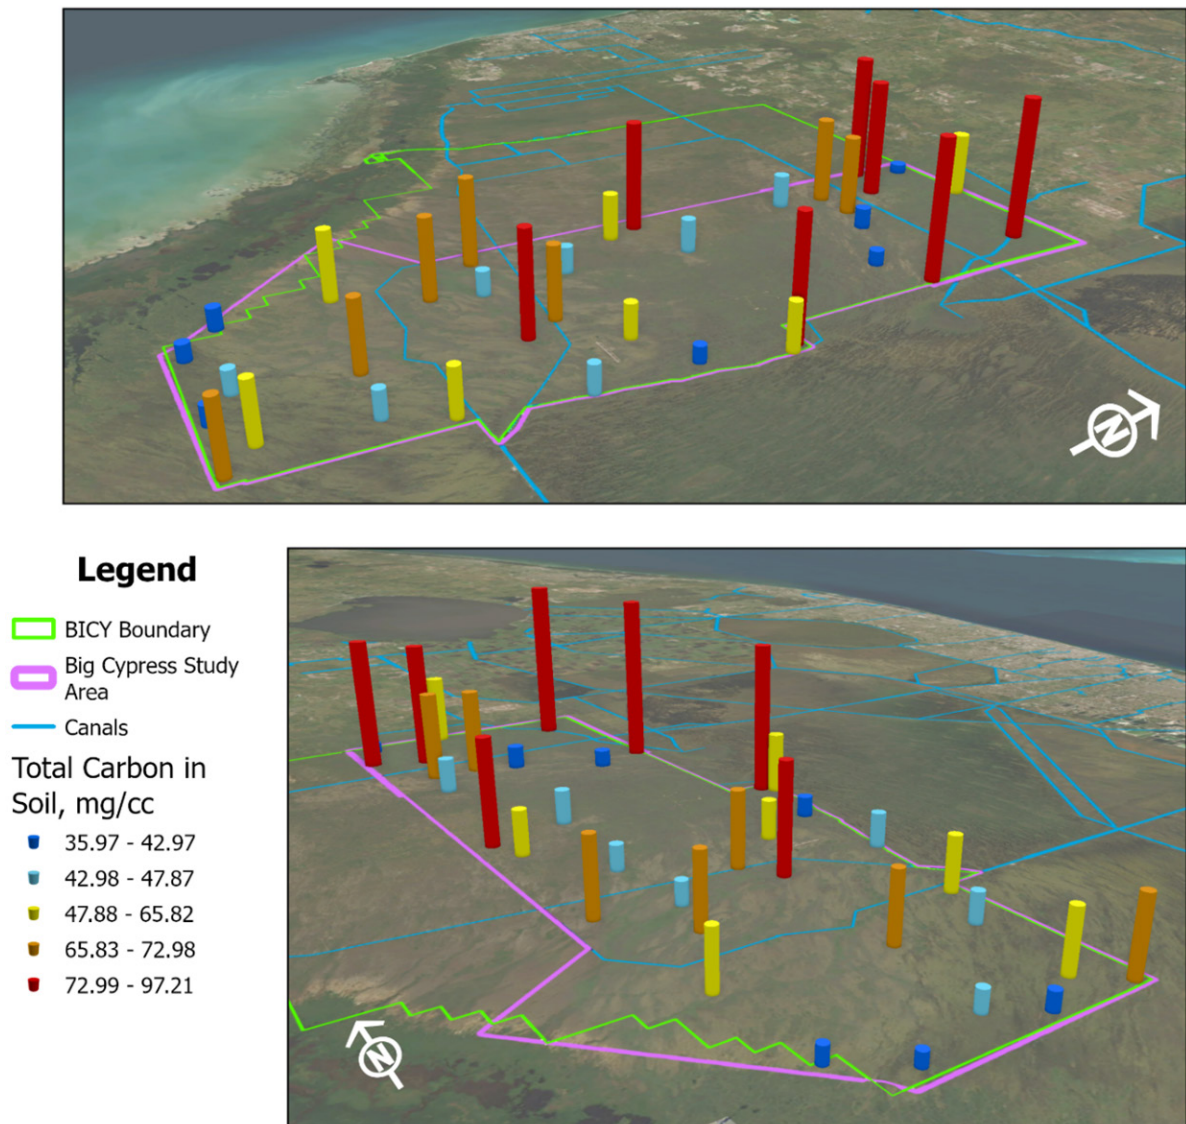 N
Legend
BICY Boundary
Big Cypress Study
Area
Canals
Total Carbon in
Soil, mg/cc
35.97 - 42.97
42.98 - 47.87
47.88 - 65.82
65.83 - 72.98
72.99 - 97.21
N